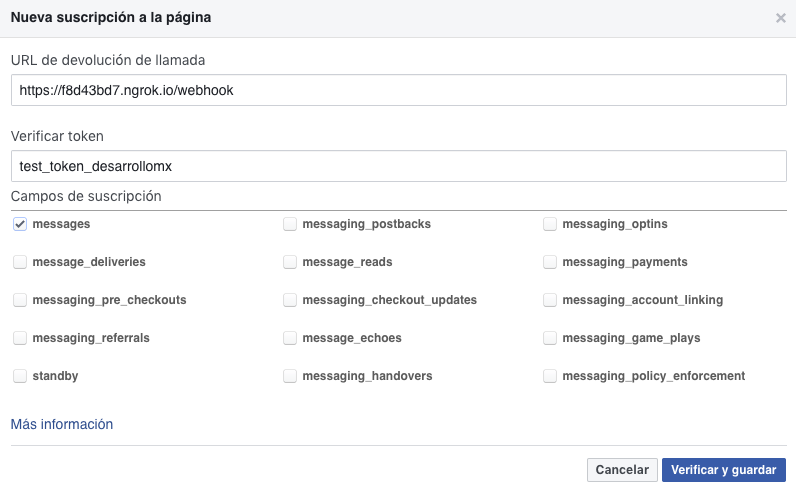 Nueva suscripción a la página
URL de devolución de llamada
https://f8d43bd7.ngrok.io/webhook
Verificar token
test_token_desarrollomx
Campos de suscripción
messages messaging_postbacks messaging_optins
message_deliveries message_reads messaging_payments
messaging_pre_checkouts messaging_checkout_updates messaging_account_linking
messaging_referrals message_echoes messaging_game_plays
standby messaging_handovers messaging_policy_enforcement
Más información
Cancelar Verificar y guardar